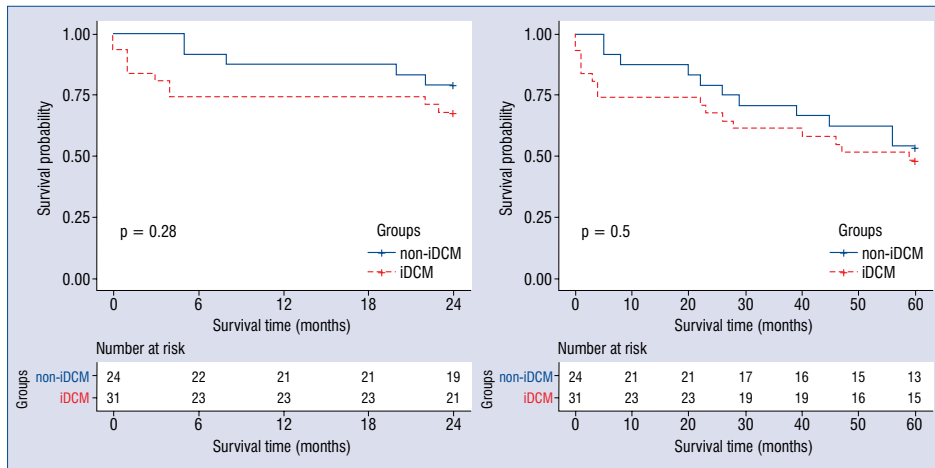 Survival probability
1.00
0.75
0.50
0.25
0.00
p = 0.28
Groups
non-iDCM
iDCM
0 6 12 18 24
Survival time (months)
Number at risk
Groups
non-iDCM 24 22 21 21 19
iDCM 31 23 23 23 21
0 6 12 18 24
Survival time (months)
Survival probability
1.00
0.75
0.50
0.25
0.00
p = 0.5
Groups
non-iDCM
iDCM
0 10 20 30 40 50 60
Survival time (months)
Number at risk
Groups
non-iDCM 24 21 21 17 16 15 13
iDCM 31 23 23 19 19 16 15
0 10 20 30 40 50 60
Survival time (months)